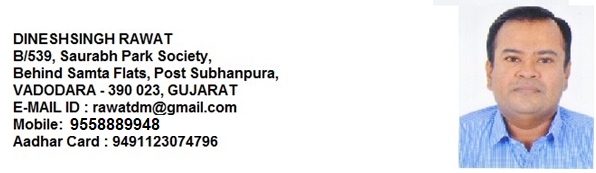 DINESHSINGH RAWAT
B/539, Saurabh Park Society,
Behind Samta Flats, Post Subhanpura,
VADODARA - 390 023, GUJARAT
E-MAIL ID : rawatdm@gmail.com
Mobile: 9558889948
Aadhar Card : 9491123074796